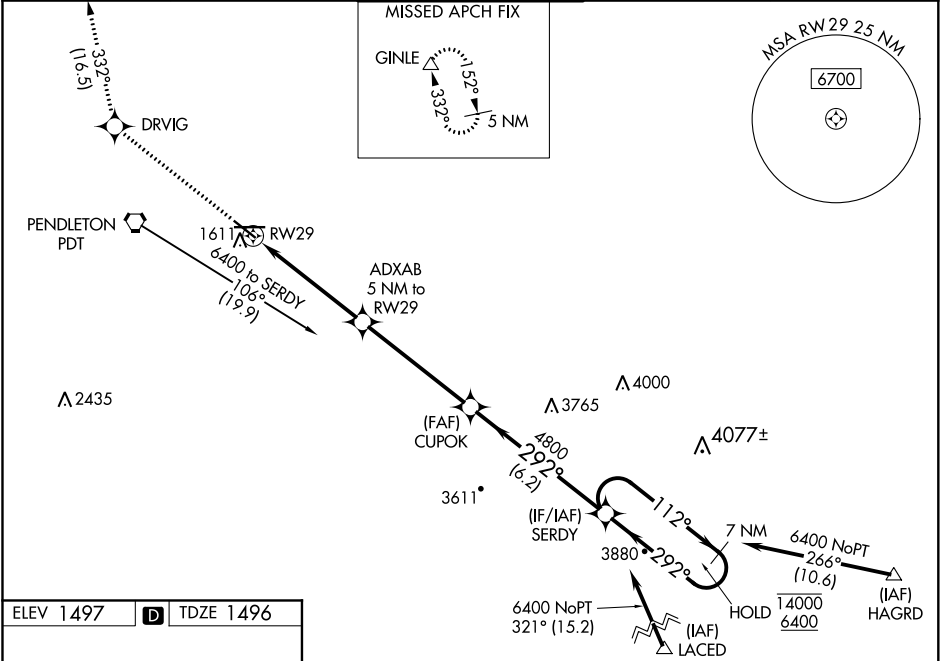 MISSED APCH FIX
GINLE
152°
332°
5 NM
MSA RW29 25 NM
6700
332°
(16.5)
DRVIG
PENDLETON
PDT
1611
RW29
6400 to SERDY
106°
(19.9)
ADXAB
5 NM to
RW29
2435
4000
3765
4077±
(FAF)
CUPOK
4800
292°
(6.2)
3611
(IF/IAF)
SERDY
112°
7 NM
3880
292°
6400 NoPT
266°
(10.6)
(IAF)
HAGRD
HOLD
14000
6400
6400 NoPT
321° (15.2)
(IAF)
LACED
ELEV 1497
D
TDZE 1496